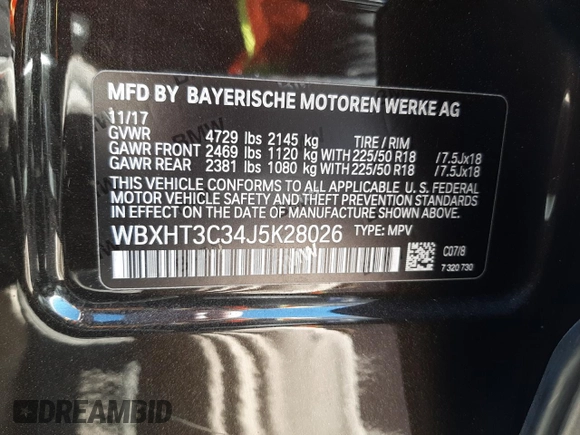 MFD BY BAYERISCHE MOTOREN WERKE AG
11/17
GVWR 4729 lbs 2145 kg TIRE / RIM
GAWR FRONT 2469 lbs 1120 kg WITH 225/50 R18 /7.5Jx18
GAWR REAR 2381 lbs 1080 kg WITH 225/50 R18 /7.5Jx18
THIS VEHICLE CONFORMS TO ALL APPLICABLE U. S. FEDERAL
MOTOR VEHICLE SAFETY AND THEFT PREVENTION STANDARDS IN
EFFECT ON THE DATE OF MANUFACTURE SHOWN ABOVE.
WBXHT3C34J5K28026 TYPE: MPV
C07/8
7 320 730
DREAMBID